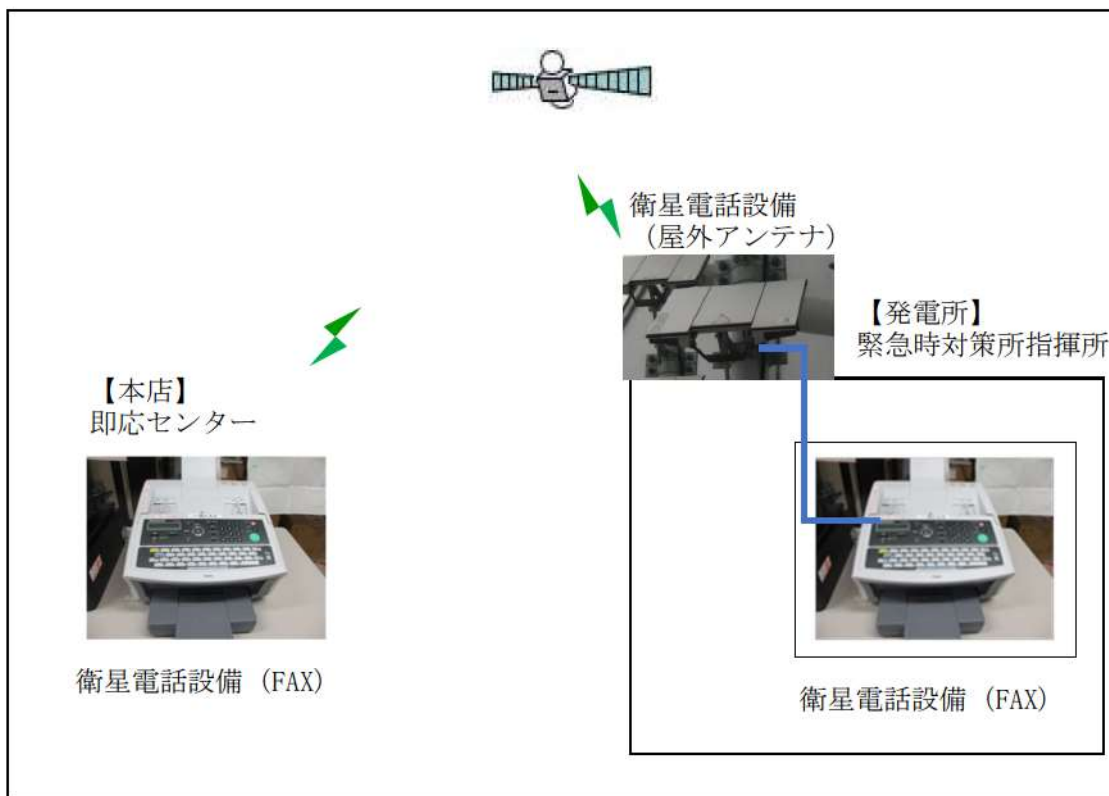 衛星電話設備
(屋外アンテナ)
【発電所】
緊急時対策所指揮所
【本店】
即応センター
衛星電話設備 (FAX)
衛星電話設備 (FAX)